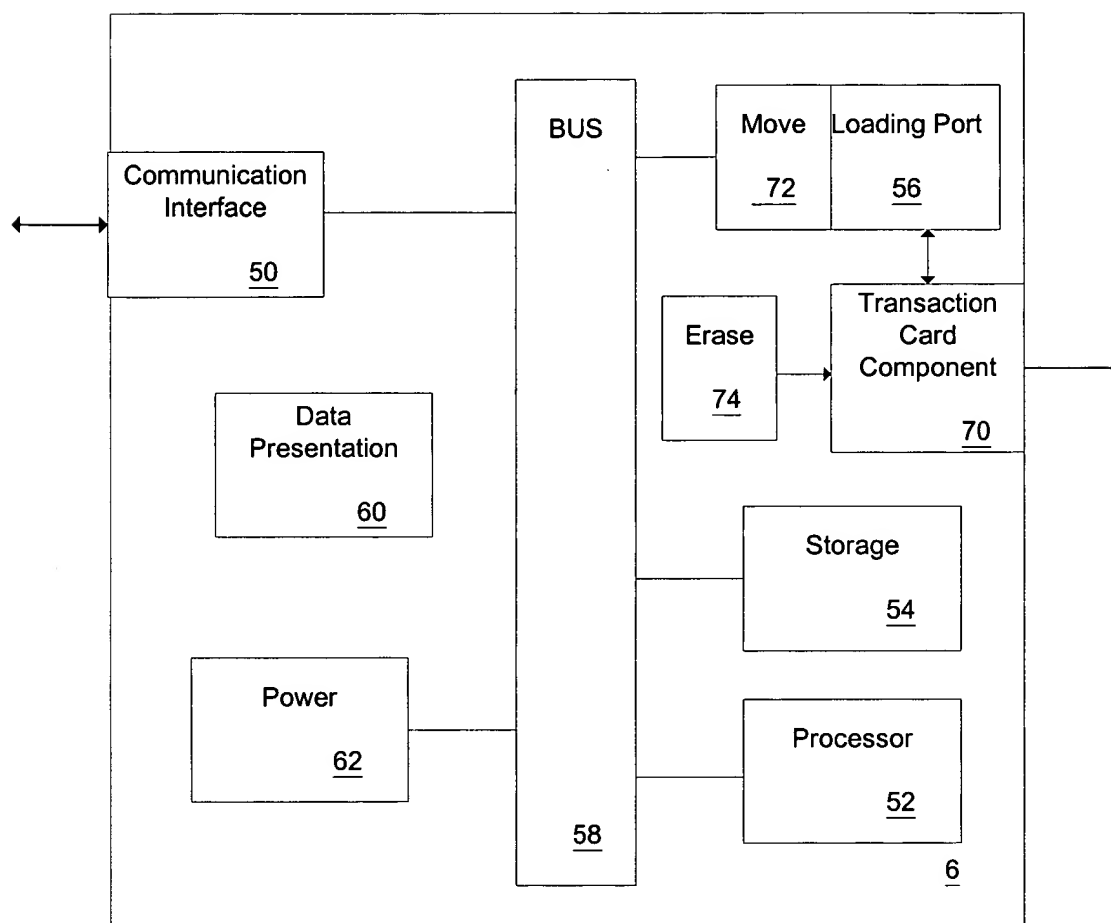 Communication
Interface
50
BUS
58
Move
72
Loading Port
56
Erase
74
Transaction
Card
Component
70
Data
Presentation
60
Storage
54
Power
62
Processor
52
6